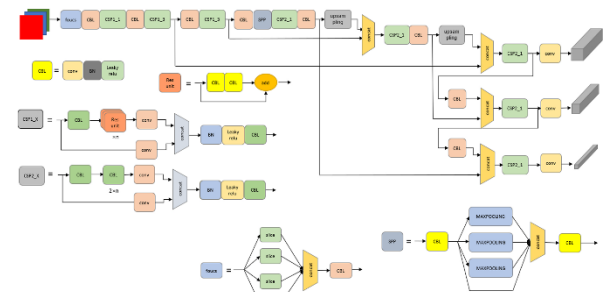 focus CBL CSP1_1 CBL CSP1_3 CBL CSP1_3 CBL SPP CSP2_1 CBL upsam pling
concat CSP2_1 CBL upsam pling
concat CSP2_1 conv
CBL = conv BN Leaky relu
Res unit = CBL CBL add
CBL concat CSP2_1 conv
CSP1_X = CBL Res unit conv
conv
concat BN Leaky relu CBL
CBL concat CSP2_1 conv
CSP2_X = CBL CBL conv
2*n
conv
concat BN Leaky relu CBL
focus = slice
slice
slice
concat CBL
SPP = CBL
MAXPOOLING
MAXPOOLING
MAXPOOLING
concat CBL